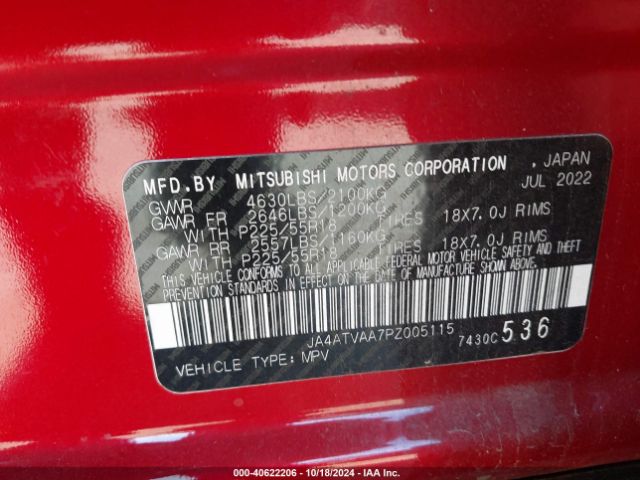 MFD.BY MITSUBISHI MOTORS CORPORATION , JAPAN
JUL 2022
GVWR 4630LBS/2100KG
GAWR FR 2646LBS/1200KG
WITH P225/55R18 TIRES 18X7.0J RIMS
GAWR RR 2557LBS/1160KG
WITH P225/55R18 TIRES 18X7.0J RIMS
THIS VEHICLE CONFORMS TO ALL APPLICABLE FEDERAL MOTOR VEHICLE SAFETY AND THEFT
PREVENTION STANDARDS IN EFFECT ON THE DATE OF MANUFACTURE SHOWN ABOVE.
JA4ATVAA7PZ005115 7430C 536
VEHICLE TYPE: MPV
000-40622206 - 10/18/2024 - IAA Inc.